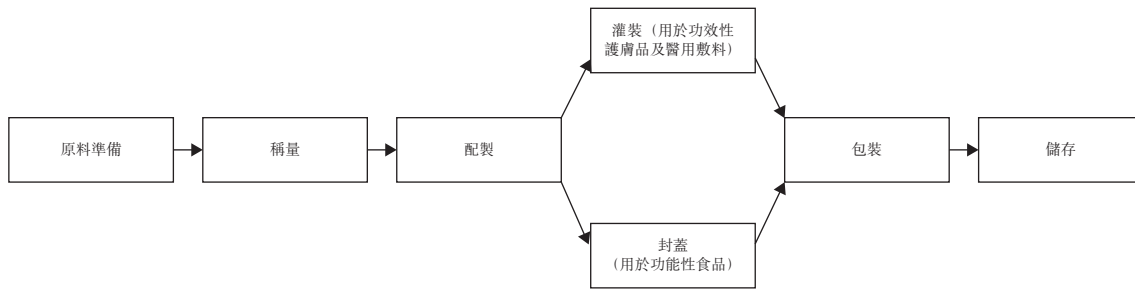 原料準備
稱量
配製
灌裝（用於功效性
護膚品及醫用敷料）
封蓋
（用於功能性食品）
包裝
儲存